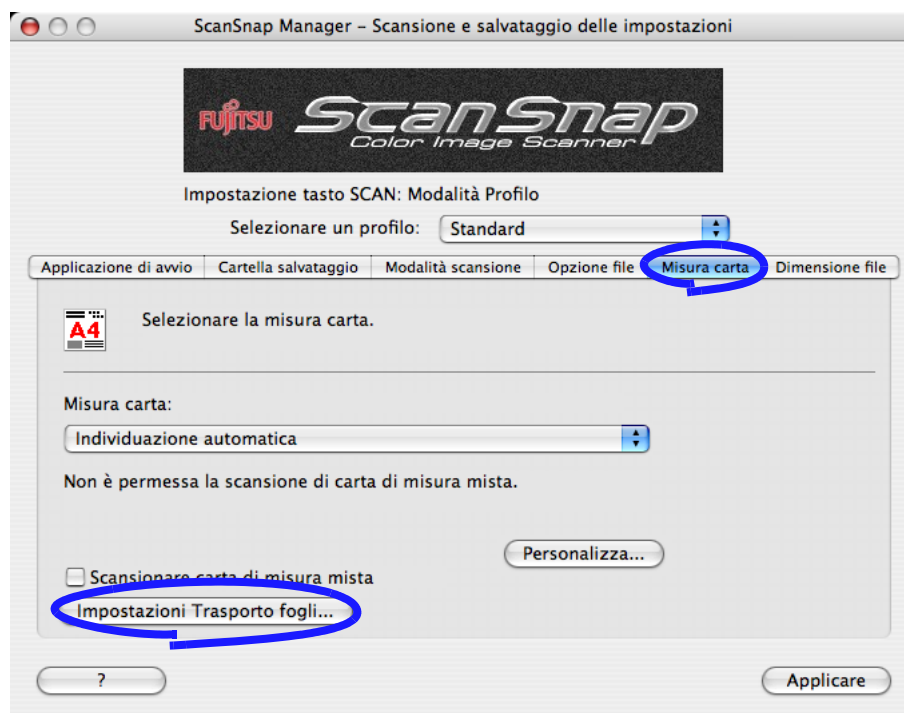 ScanSnap Manager – Scansione e salvataggio delle impostazioni
FUJITSU ScanSnap
Color Image Scanner
Impostazione tasto SCAN: Modalità Profilo
Selezionare un profilo: Standard
Applicazione di avvio Cartella salvataggio Modalità scansione Opzione file Misura carta Dimensione file
A4 Selezionare la misura carta.
Misura carta:
Individuazione automatica
Non è permessa la scansione di carta di misura mista.
Personalizza...
Scansionare carta di misura mista
Impostazioni Trasporto fogli...
? Applicare